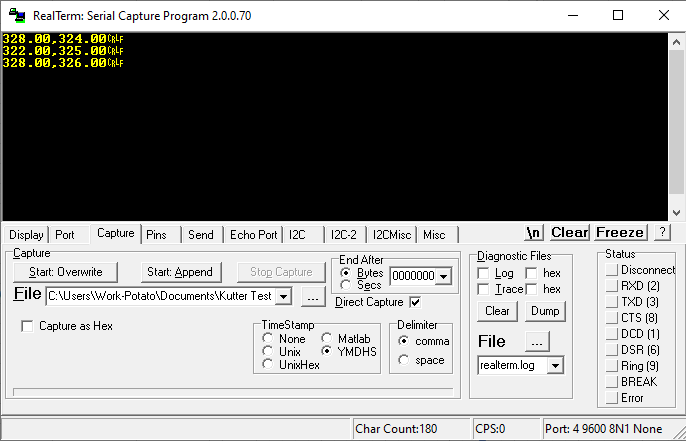 RealTerm: Serial Capture Program 2.0.0.70
328.00,324.00CRLF
322.00,325.00CRLF
328.00,326.00CRLF
Display Port Capture Pins Send Echo Port I2C I2C-2 I2CMisc Misc \n Clear Freeze ?
Capture
Start: Overwrite Start: Append Stop Capture
File C:\Users\Work-Potato\Documents\Kutter Test ...
Capture as Hex
End After
Bytes
Secs
0000000
Direct Capture
TimeStamp
None
Unix
UnixHex
Matlab
YMDHS
Delimiter
comma
space
Diagnostic Files
Log hex
Trace hex
Clear Dump
File ...
realterm.log
Status
Disconnect
RXD (2)
TXD (3)
CTS (8)
DCD (1)
DSR (6)
Ring (9)
BREAK
Error
Char Count:180 CPS:0 Port: 4 9600 8N1 None